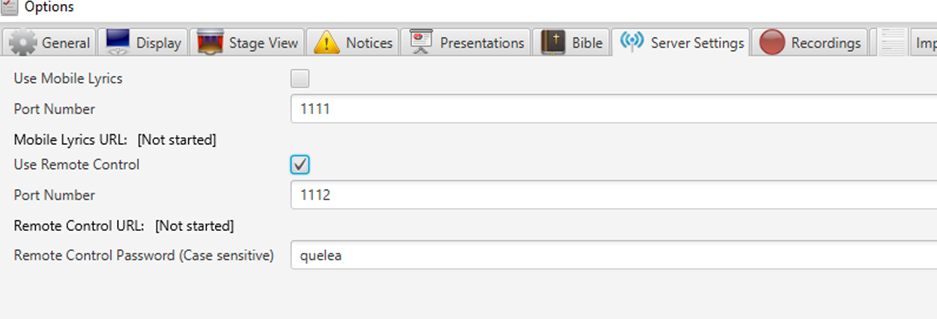 Options
General Display Stage View Notices Presentations Bible Server Settings Recordings
Use Mobile Lyrics
Port Number 1111
Mobile Lyrics URL: [Not started]
Use Remote Control
Port Number 1112
Remote Control URL: [Not started]
Remote Control Password (Case sensitive) quelea